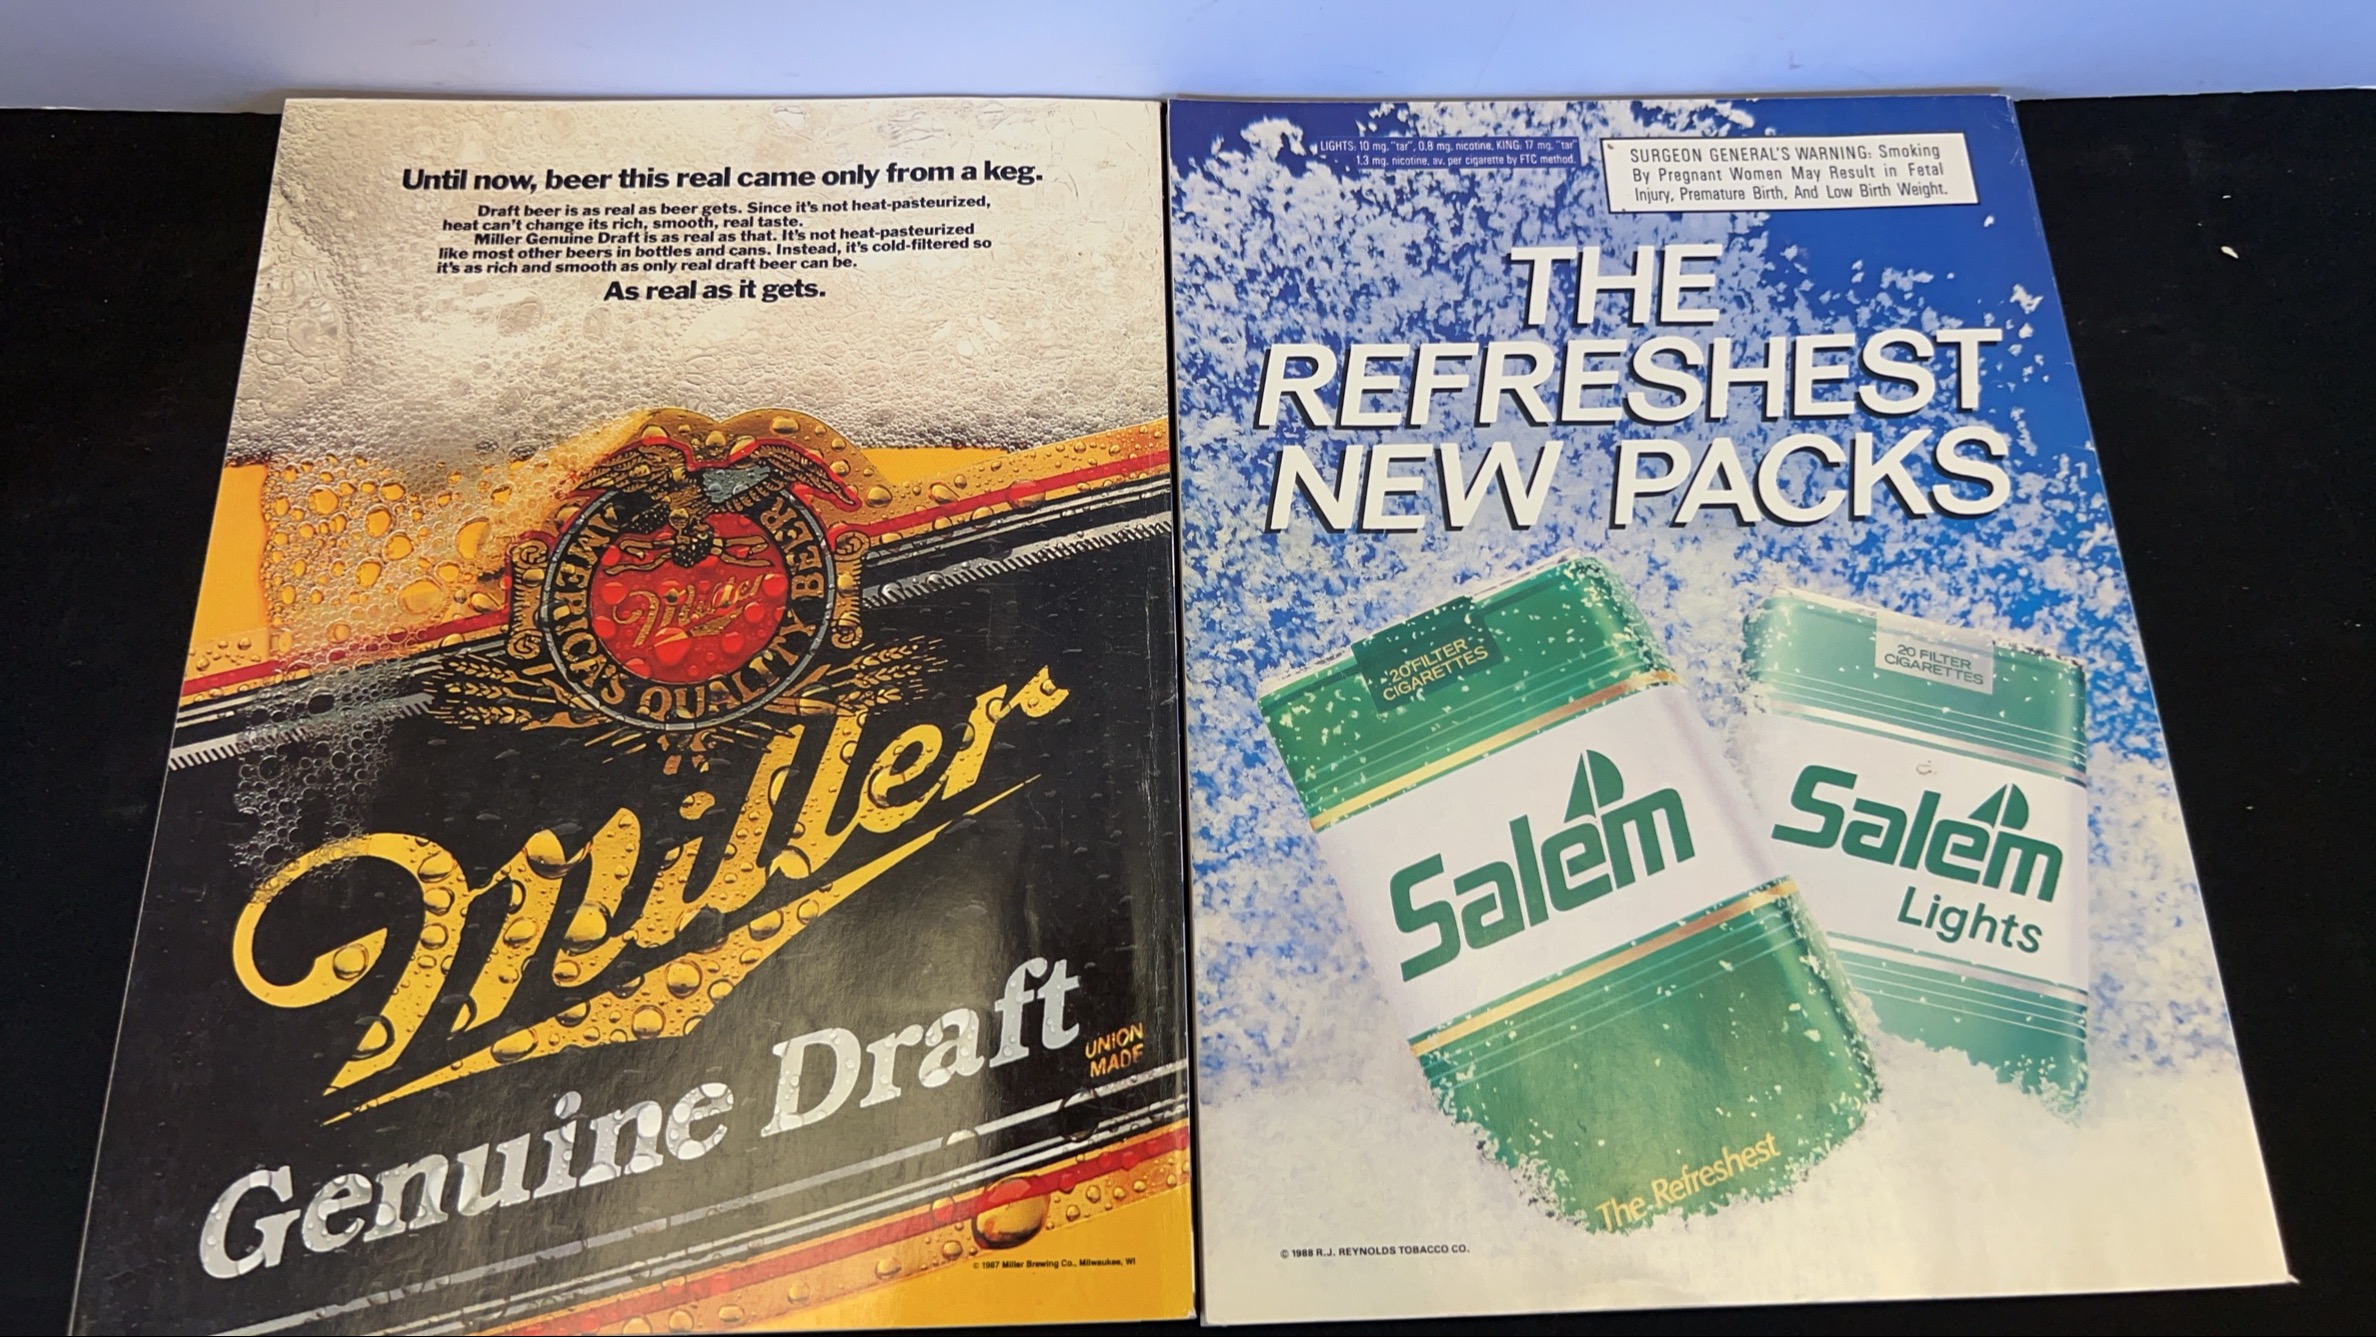 Until now, beer this real came only from a keg.
Draft beer is as real as beer gets. Since it's not heat-pasteurized,
heat can't change its rich, smooth, real taste.
Miller Genuine Draft is as real as that. It's not heat-pasteurized
like most other beers in bottles and cans. Instead, it's cold-filtered so
it's as rich and smooth as only real draft beer can be.
As real as it gets.
AMERICA'S QUALITY BEER
Miller
Miller
Genuine Draft
UNION
MADE
© 1987 Miller Brewing Co., Milwaukee, WI
LIGHTS: 10 mg. "tar", 0.8 mg. nicotine, KING: 17 mg. "tar"
1.3 mg. nicotine, av. per cigarette by FTC method.
SURGEON GENERAL'S WARNING: Smoking
By Pregnant Women May Result in Fetal
Injury, Premature Birth, And Low Birth Weight.
THE
REFRESHEST
NEW PACKS
20 FILTER
CIGARETTES
Salem
The Refreshest
20 FILTER
CIGARETTES
Salem
Lights
© 1988 R.J. REYNOLDS TOBACCO CO.